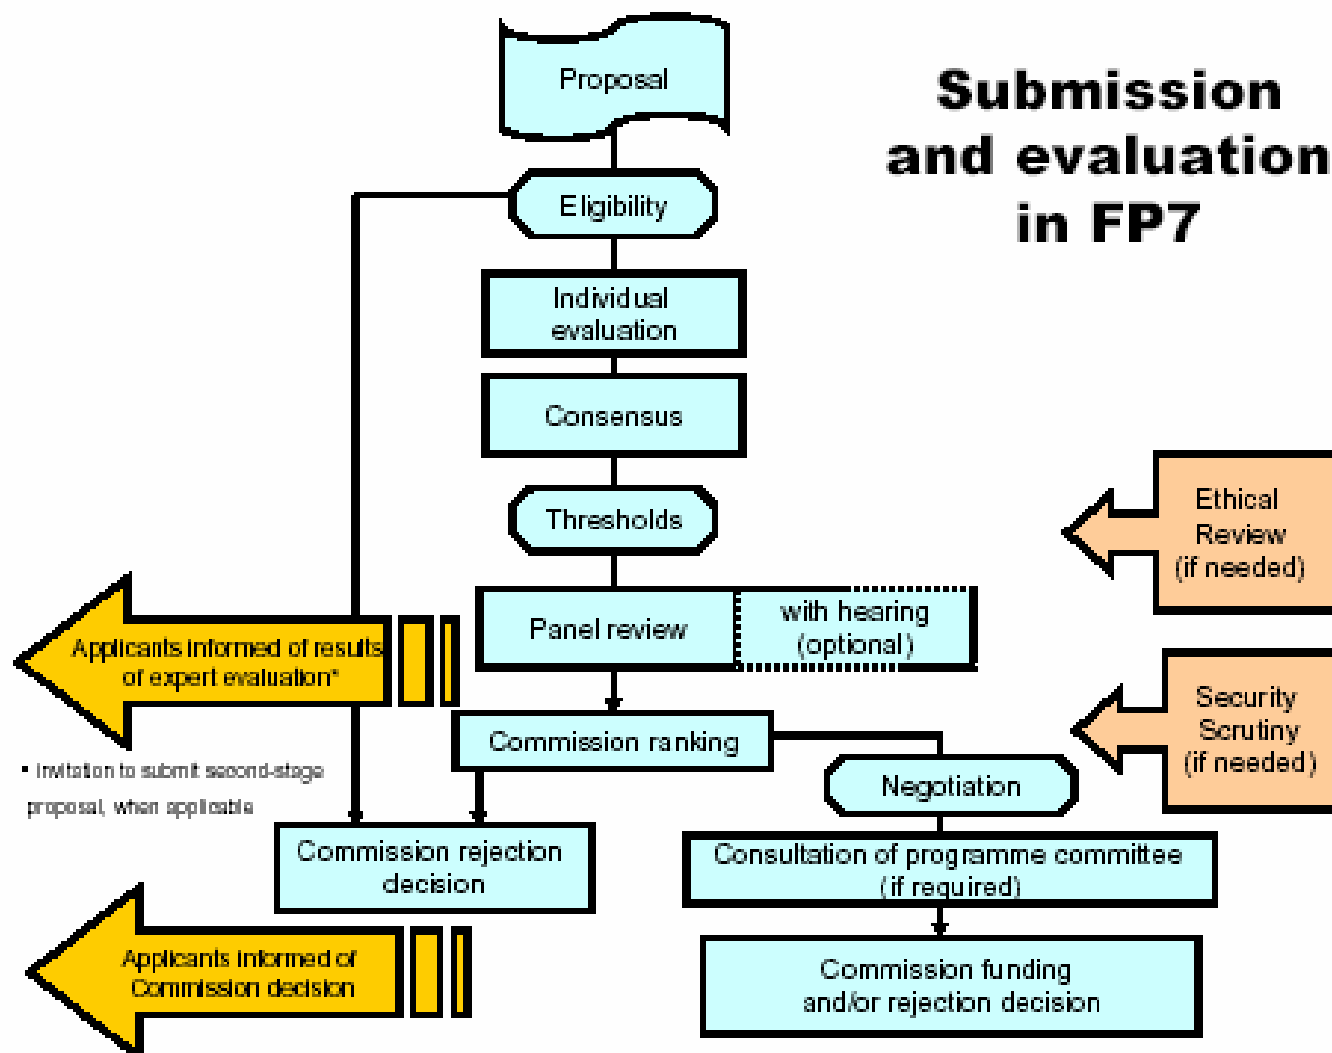 Submission
and evaluation
in FP7
Proposal
Eligibility
Individual
evaluation
Consensus
Thresholds
Panel review
with hearing
(optional)
Ethical
Review
(if needed)
Applicants informed of results
of expert evaluation*
Commission ranking
Security
Scrutiny
(if needed)
* Invitation to submit second-stage
proposal, when applicable
Negotiation
Commission rejection
decision
Consultation of programme committee
(if required)
Applicants informed of
Commission decision
Commission funding
and/or rejection decision